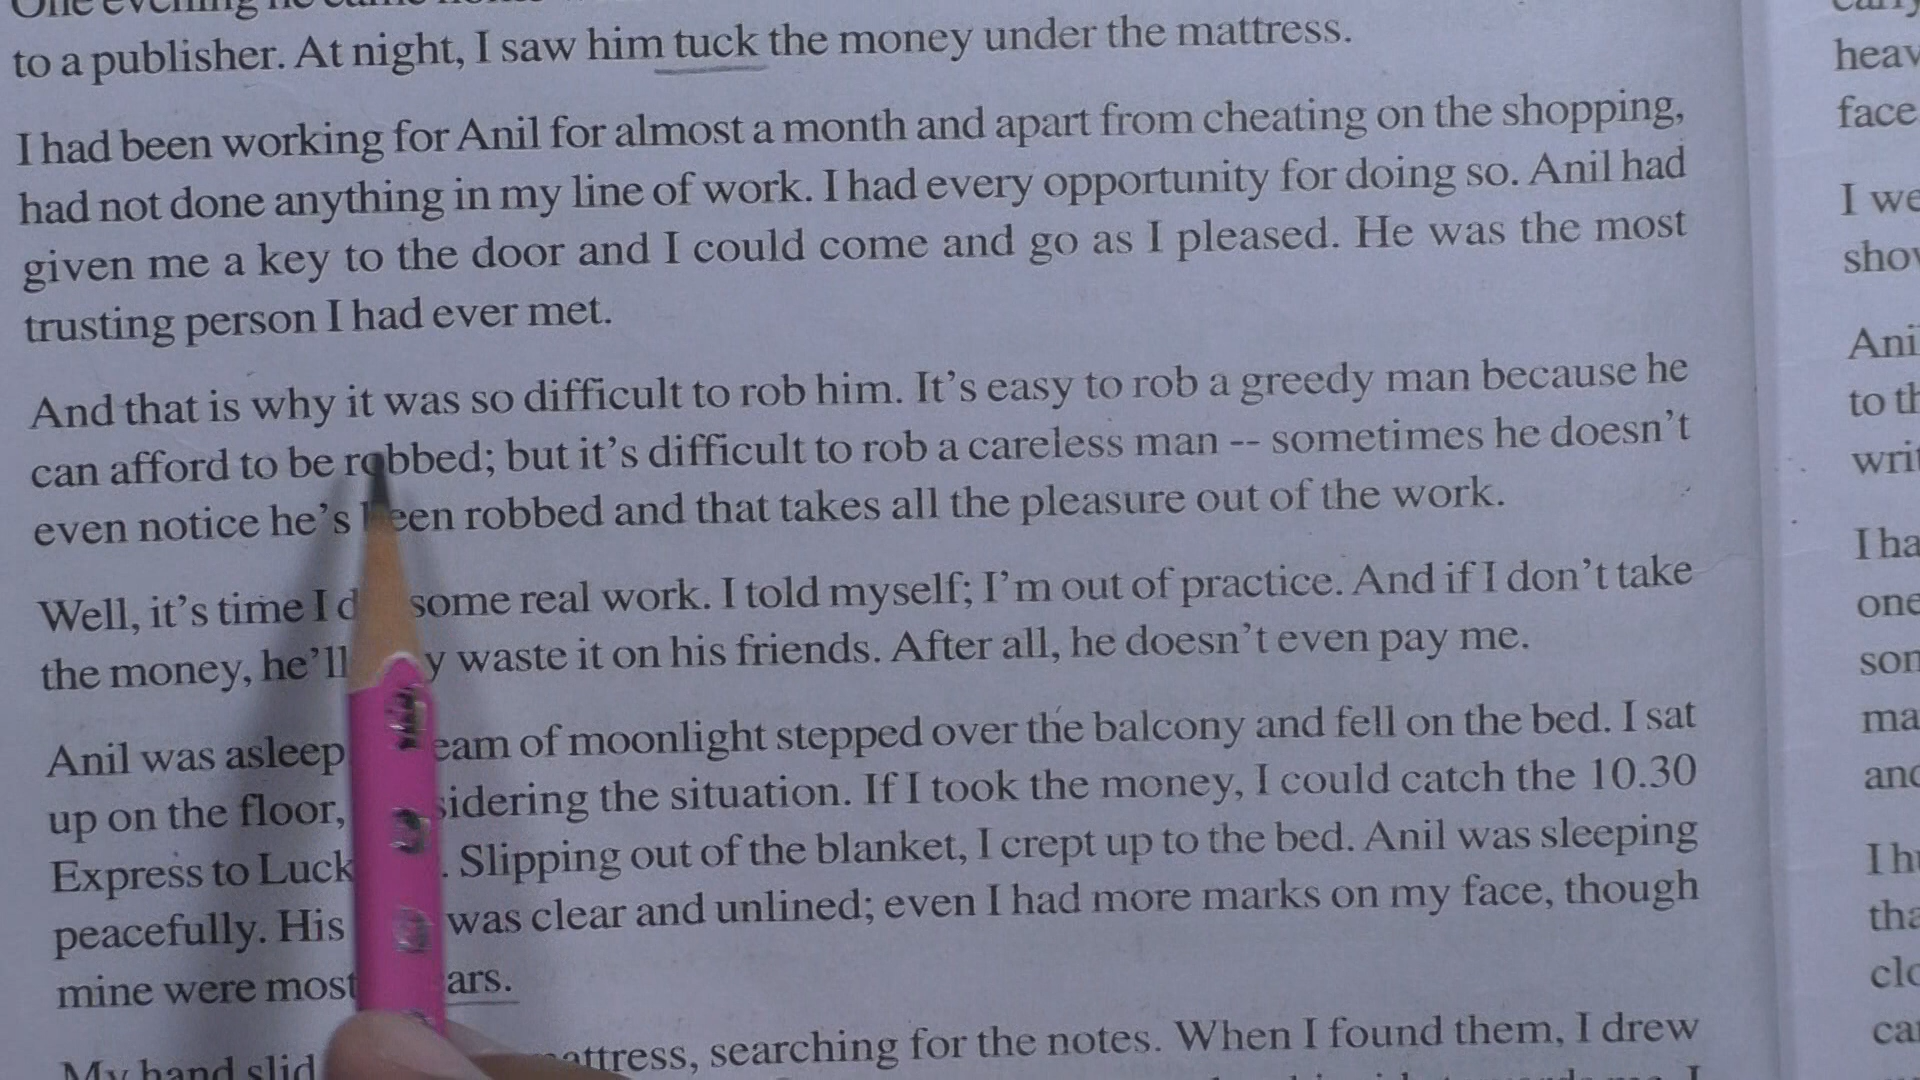 to a publisher. At night, I saw him tuck the money under the mattress.
I had been working for Anil for almost a month and apart from cheating on the shopping,
had not done anything in my line of work. I had every opportunity for doing so. Anil had
given me a key to the door and I could come and go as I pleased. He was the most
trusting person I had ever met.
And that is why it was so difficult to rob him. It's easy to rob a greedy man because he
can afford to be robbed; but it's difficult to rob a careless man -- sometimes he doesn't
even notice he's been robbed and that takes all the pleasure out of the work.
Well, it's time I some real work. I told myself; I'm out of practice. And if I don't take
the money, he'll waste it on his friends. After all, he doesn't even pay me.
Anil was asleep of moonlight stepped over the balcony and fell on the bed. I sat
up on the floor, the situation. If I took the money, I could catch the 10.30
Express to Slipping out of the blanket, I crept up to the bed. Anil was sleeping
peacefully. His was clear and unlined; even I had more marks on my face, though
mine were
My hand slid searching for the notes. When I found them, I drew
heav
face
I we
shov
Ani
to th
writ
I ha
one
som
ma
and
I hu
tha
clo
car